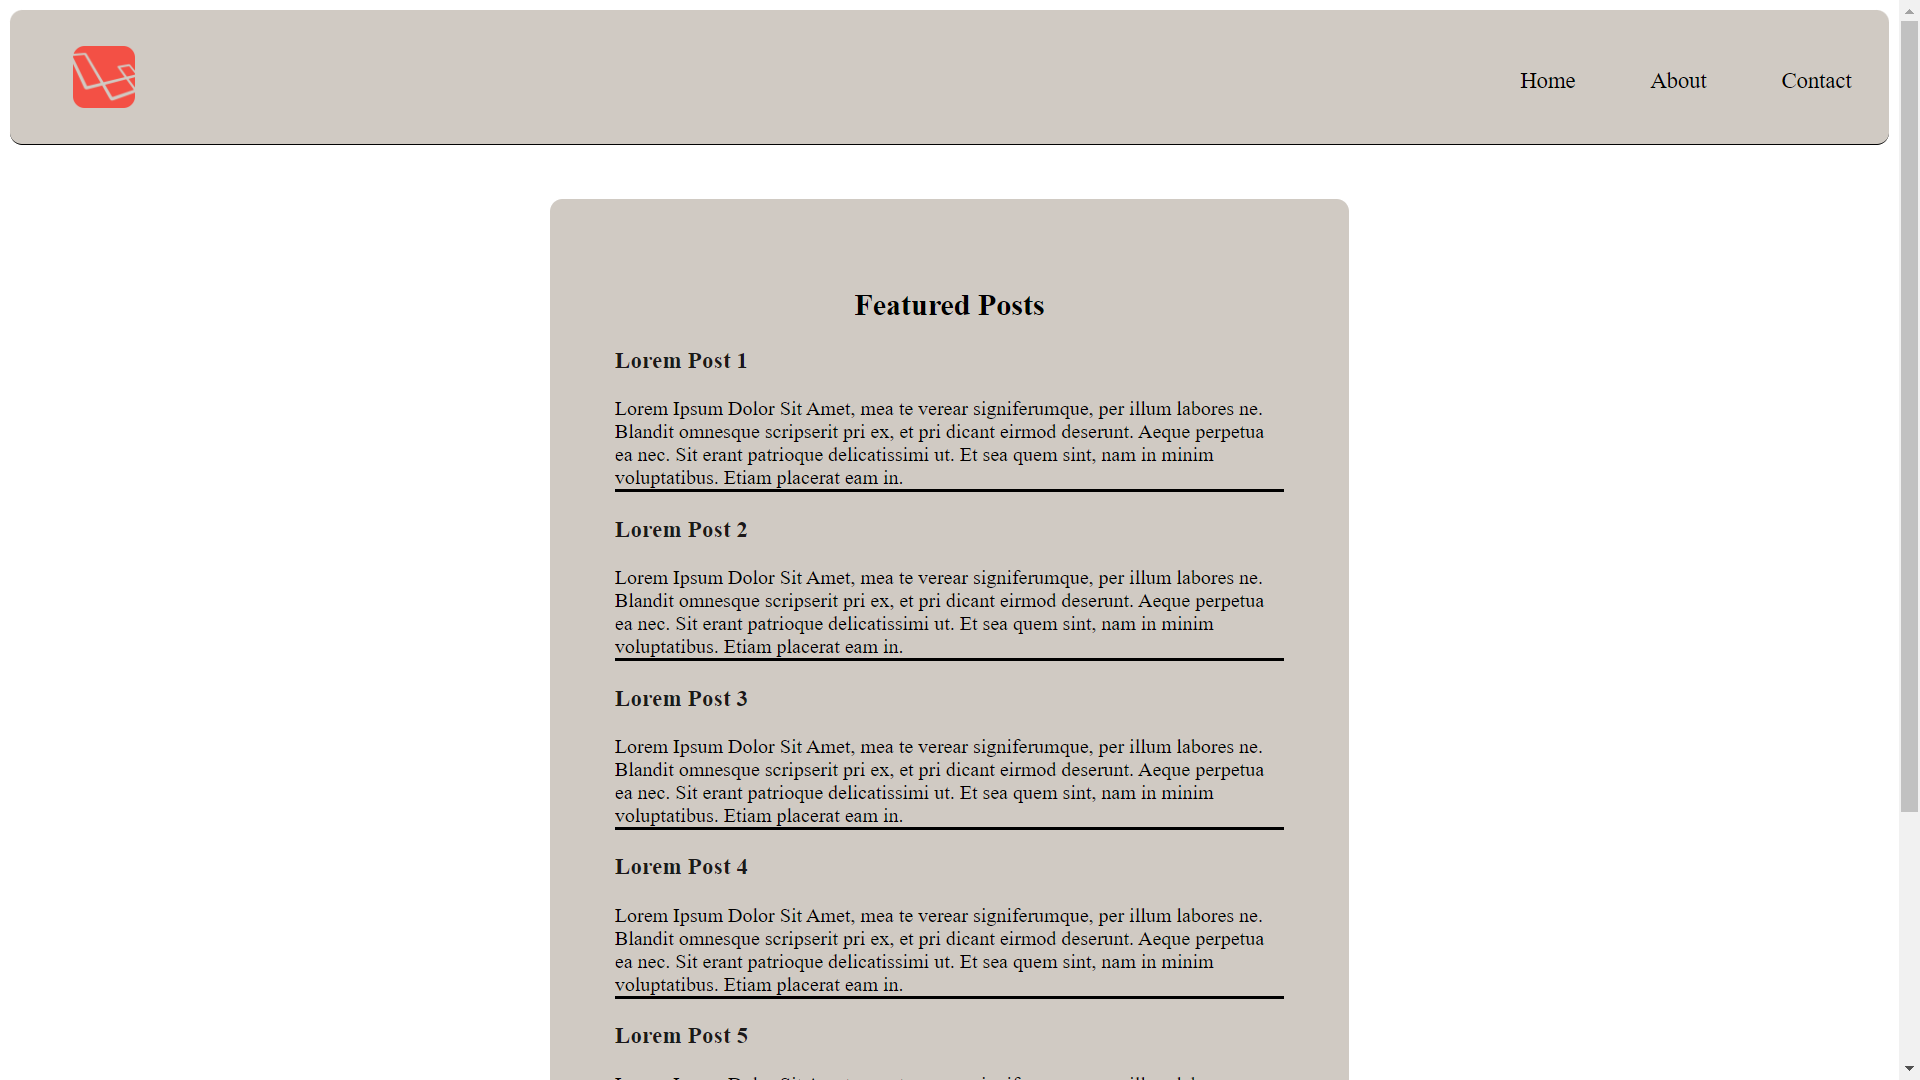 Home
About
Contact
Featured Posts
Lorem Post 1
Lorem Ipsum Dolor Sit Amet, mea te verear signiferumque, per illum labores ne.
Blandit omnesque scripserit pri ex, et pri dicant eirmod deserunt. Aeque perpetua
ea nec. Sit erant patrioque delicatissimi ut. Et sea quem sint, nam in minim
voluptatibus. Etiam placerat eam in.
Lorem Post 2
Lorem Ipsum Dolor Sit Amet, mea te verear signiferumque, per illum labores ne.
Blandit omnesque scripserit pri ex, et pri dicant eirmod deserunt. Aeque perpetua
ea nec. Sit erant patrioque delicatissimi ut. Et sea quem sint, nam in minim
voluptatibus. Etiam placerat eam in.
Lorem Post 3
Lorem Ipsum Dolor Sit Amet, mea te verear signiferumque, per illum labores ne.
Blandit omnesque scripserit pri ex, et pri dicant eirmod deserunt. Aeque perpetua
ea nec. Sit erant patrioque delicatissimi ut. Et sea quem sint, nam in minim
voluptatibus. Etiam placerat eam in.
Lorem Post 4
Lorem Ipsum Dolor Sit Amet, mea te verear signiferumque, per illum labores ne.
Blandit omnesque scripserit pri ex, et pri dicant eirmod deserunt. Aeque perpetua
ea nec. Sit erant patrioque delicatissimi ut. Et sea quem sint, nam in minim
voluptatibus. Etiam placerat eam in.
Lorem Post 5